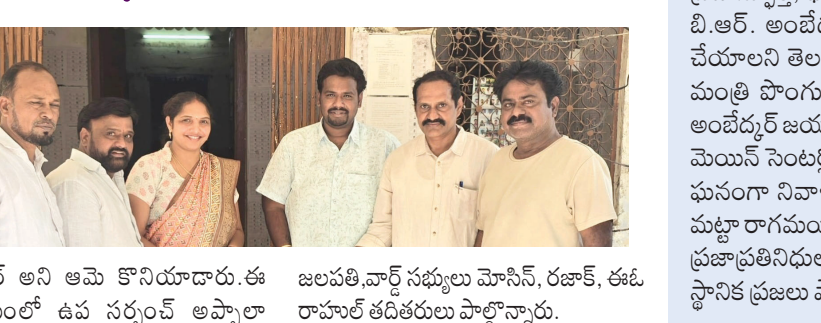 ర్ అని ఆమె కొనియాడారు.ఈ
ఉప సర్పంచ్ అప్పాలా
జలపతి,వార్డ్ సభ్యులు మోసిన్, రజాక్, ఈఓ
రాహుల్ తదితరులు పాల్గొన్నారు.
బి.ఆర్. అంబే
చేయాలని తెల
మంత్రి పొంగు
అంబేద్కర్ జయ
మెయిన్ సెంటర్
ఘనంగా నివా
మట్టా రాగమయ
ప్రజాప్రతినిధుల
స్థానిక ప్రజలు